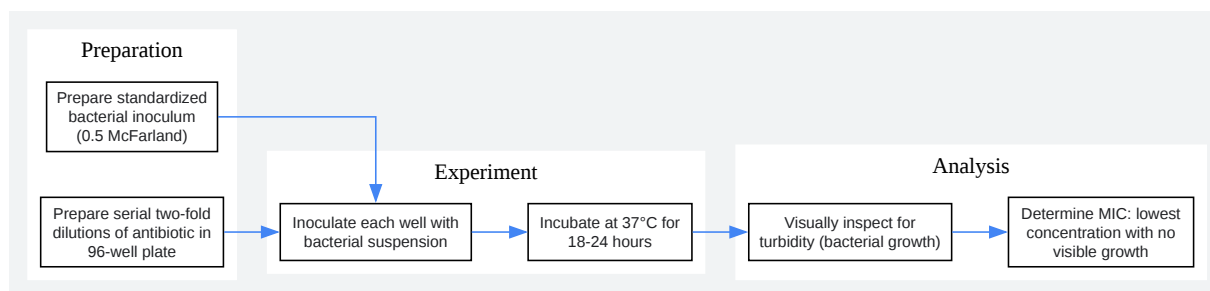 Preparation
Prepare standardized
bacterial inoculum
(0.5 McFarland)
Prepare serial two-fold
dilutions of antibiotic in
96-well plate
Experiment
Inoculate each well with
bacterial suspension
Incubate at 37°C for
18-24 hours
Analysis
Visually inspect for
turbidity (bacterial growth)
Determine MIC: lowest
concentration with no
visible growth